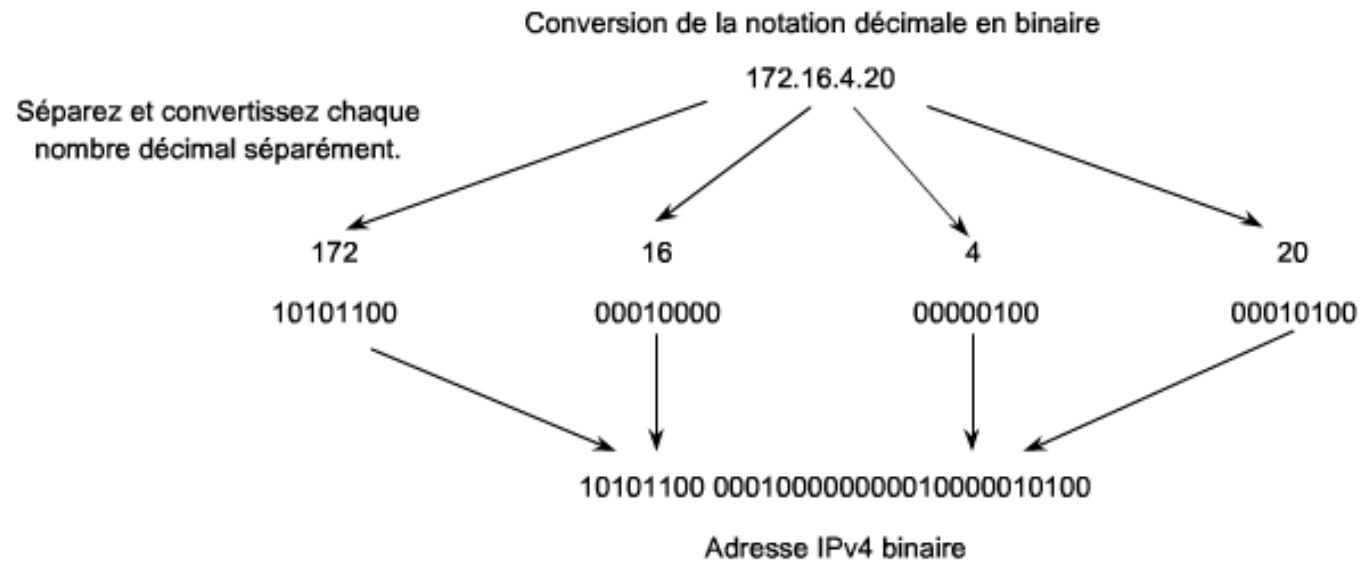 Conversion de la notation décimale en binaire
172.16.4.20
Séparez et convertissez chaque
nombre décimal séparément.
172 16 4 20
10101100 00010000 00000100 00010100
10101100 000100000000010000010100
Adresse IPv4 binaire